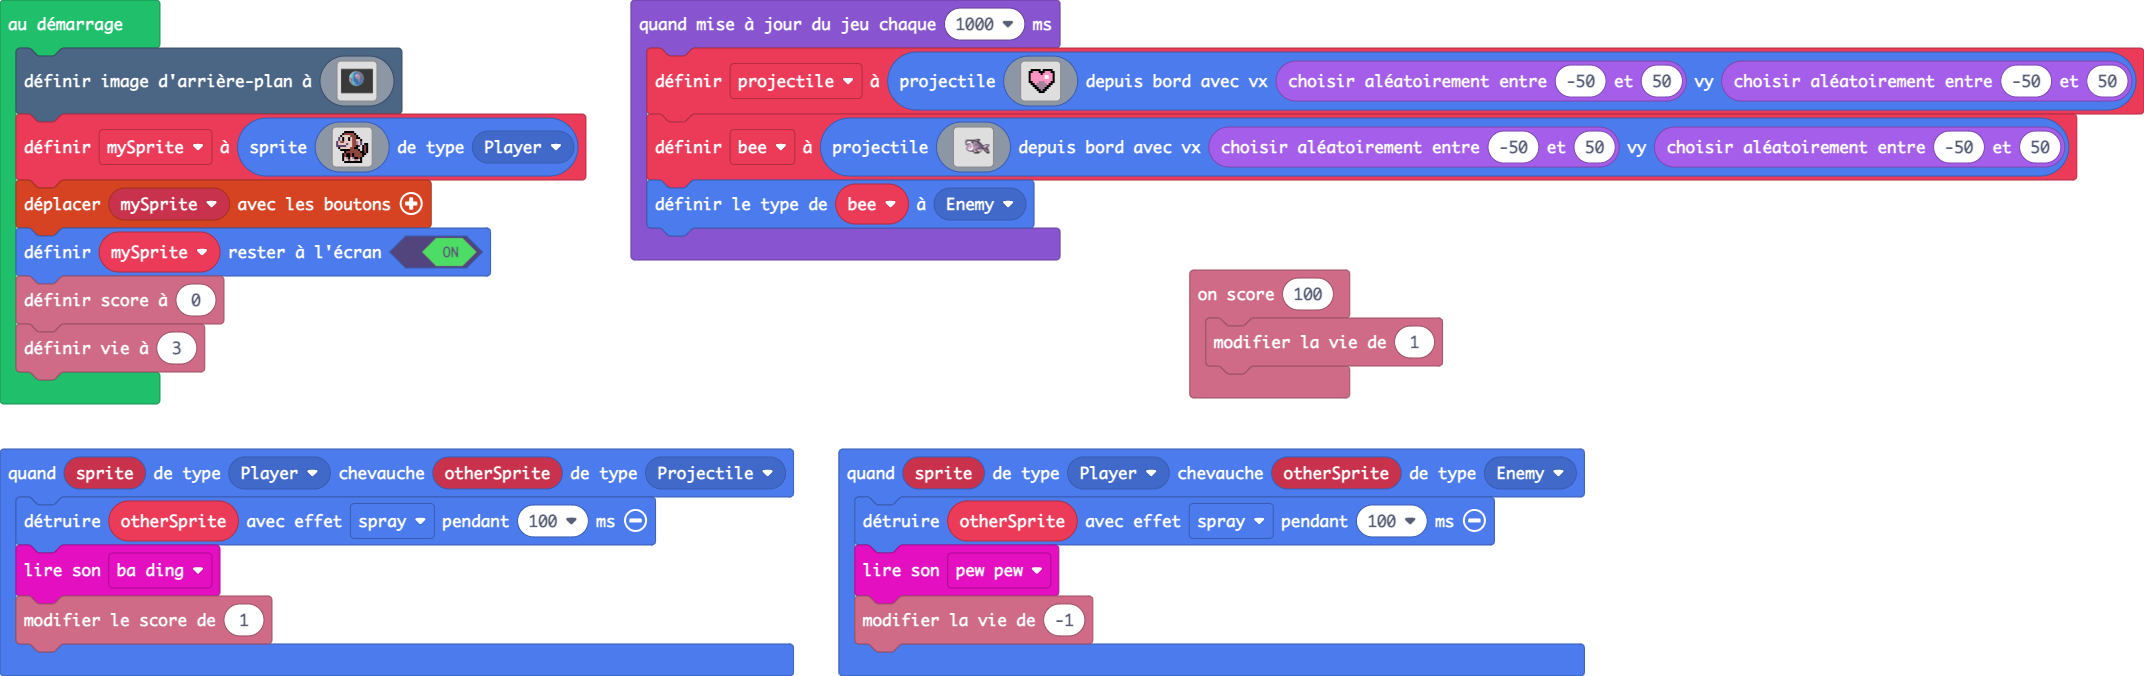 au démarrage
définir image d'arrière-plan à
définir mySprite à sprite de type Player
déplacer mySprite avec les boutons
définir mySprite rester à l'écran ON
définir score à 0
définir vie à 3
quand mise à jour du jeu chaque 1000 ms
définir projectile à projectile depuis bord avec vx choisir aléatoirement entre -50 et 50 vy choisir aléatoirement entre -50 et 50
définir bee à projectile depuis bord avec vx choisir aléatoirement entre -50 et 50 vy choisir aléatoirement entre -50 et 50
définir le type de bee à Enemy
on score 100
modifier la vie de 1
quand sprite de type Player chevauche otherSprite de type Projectile
détruire otherSprite avec effet spray pendant 100 ms
lire son ba ding
modifier le score de 1
quand sprite de type Player chevauche otherSprite de type Enemy
détruire otherSprite avec effet spray pendant 100 ms
lire son pew pew
modifier la vie de -1